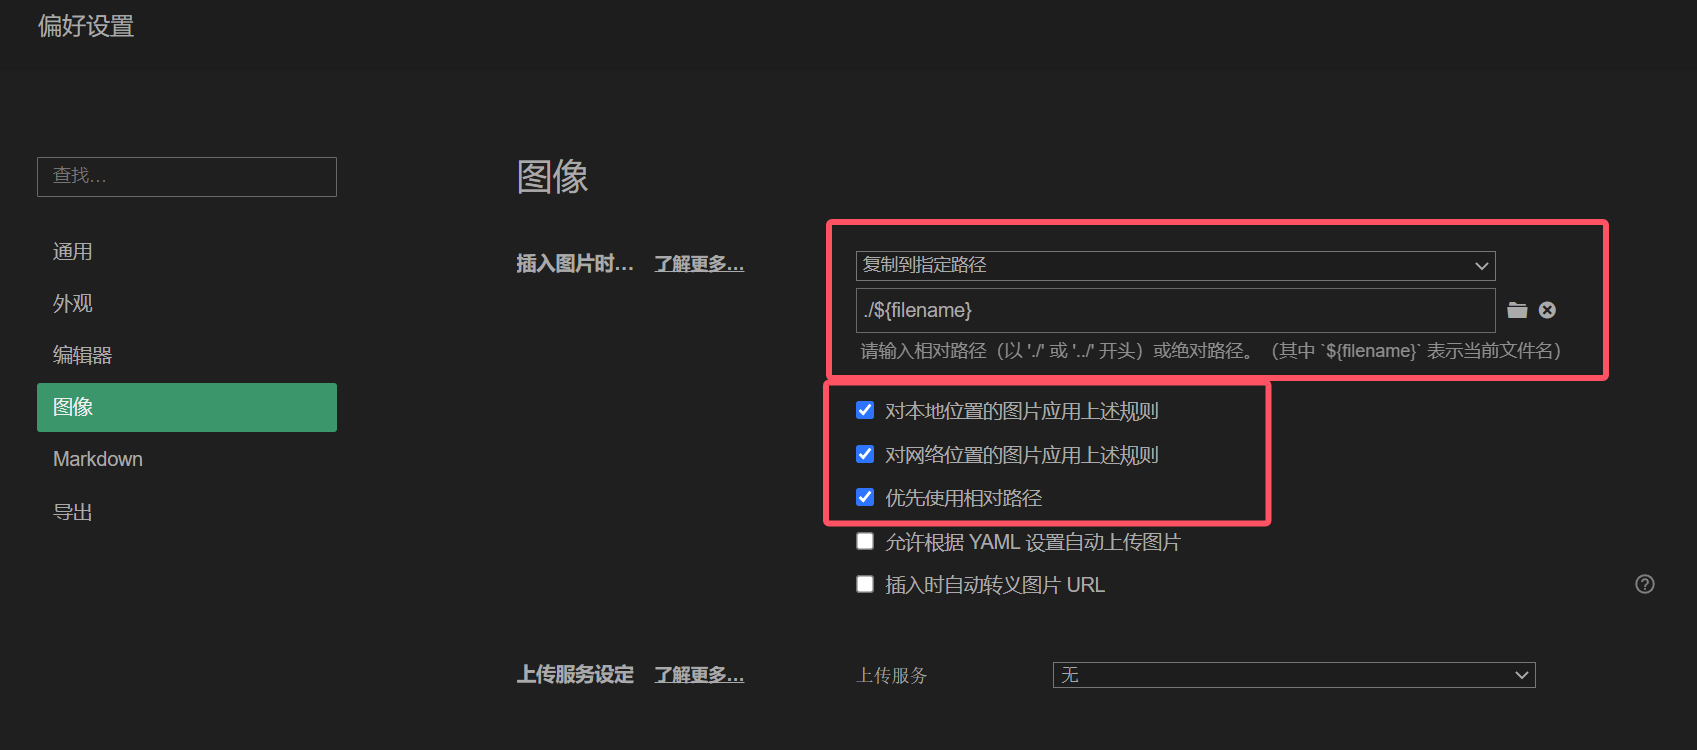 偏好设置
查找…
通用
外观
编辑器
图像
Markdown
导出
图像
插入图片时… 了解更多…
复制到指定路径
./${filename}
请输入相对路径（以 './' 或 '../' 开头）或绝对路径。（其中 `${filename}` 表示当前文件名）
对本地位置的图片应用上述规则
对网络位置的图片应用上述规则
优先使用相对路径
允许根据 YAML 设置自动上传图片
插入时自动转义图片 URL
上传服务设定 了解更多…
上传服务 无